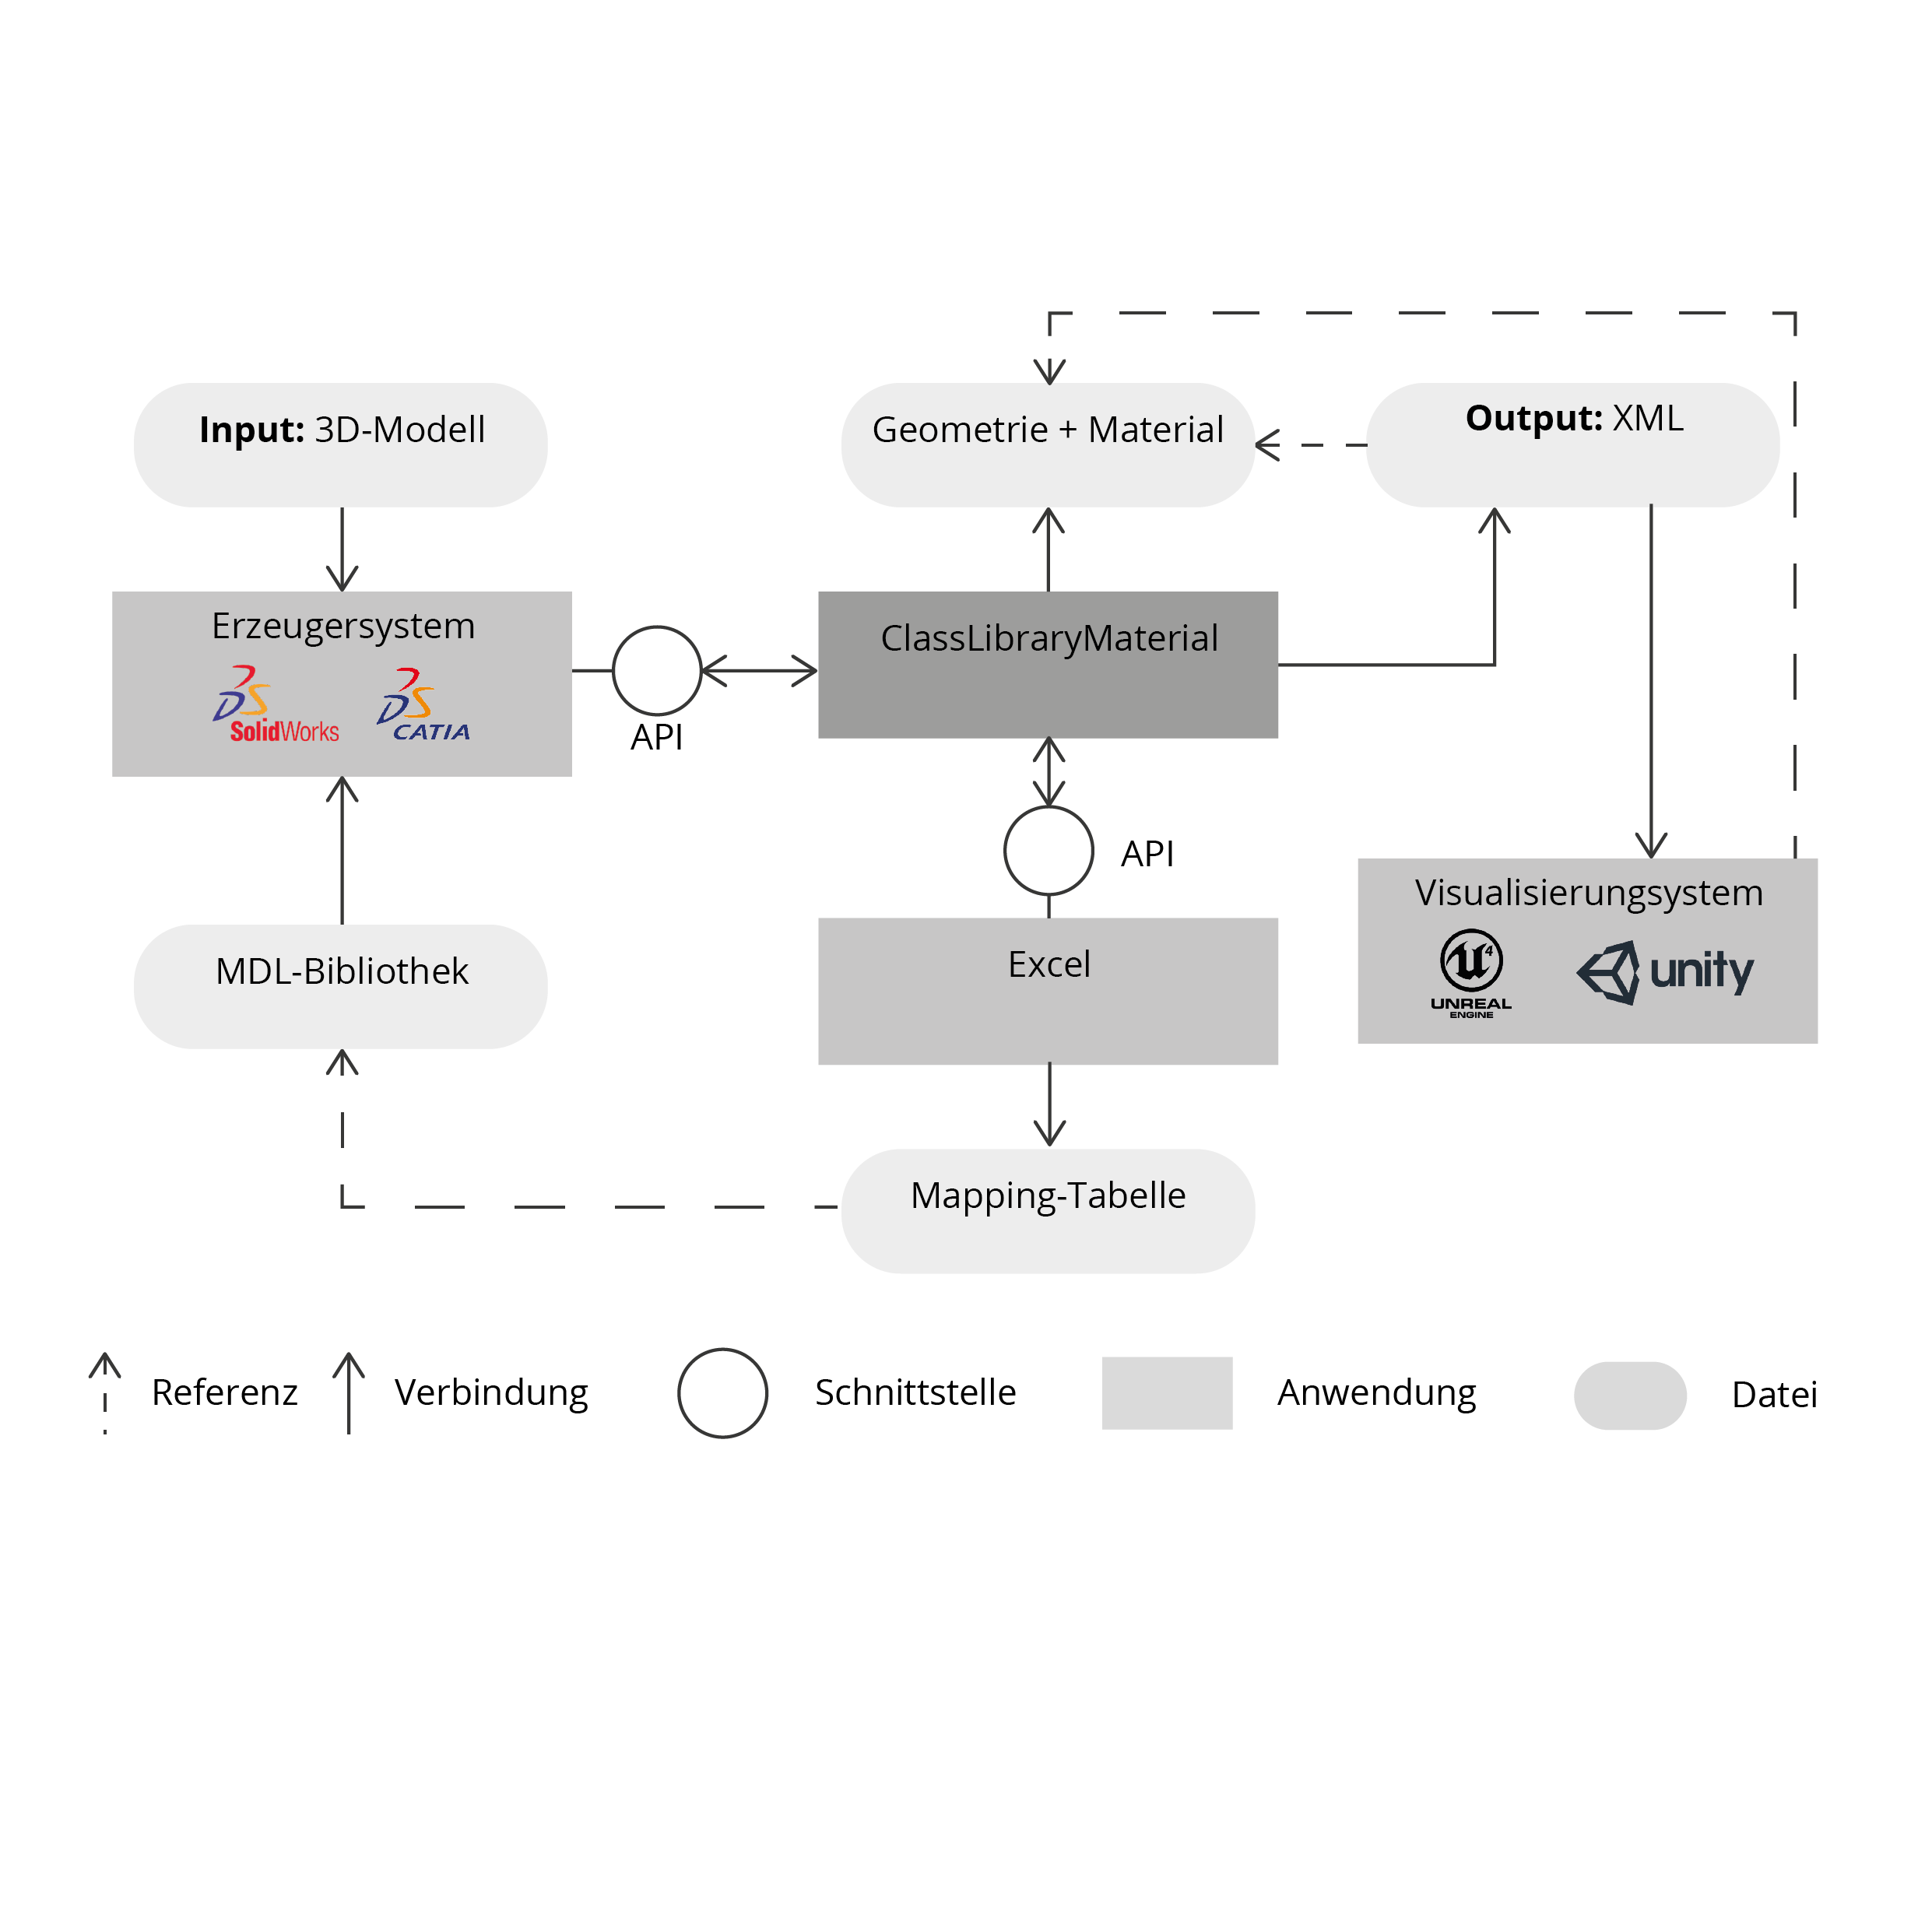 Input: 3D-Modell
Geometrie + Material
Output: XML
Erzeugersystem
SolidWorks
CATIA
API
ClassLibraryMaterial
API
Visualisierungsystem
4
UNREAL
ENGINE
unity
MDL-Bibliothek
Excel
Mapping-Tabelle
Referenz
Verbindung
Schnittstelle
Anwendung
Datei